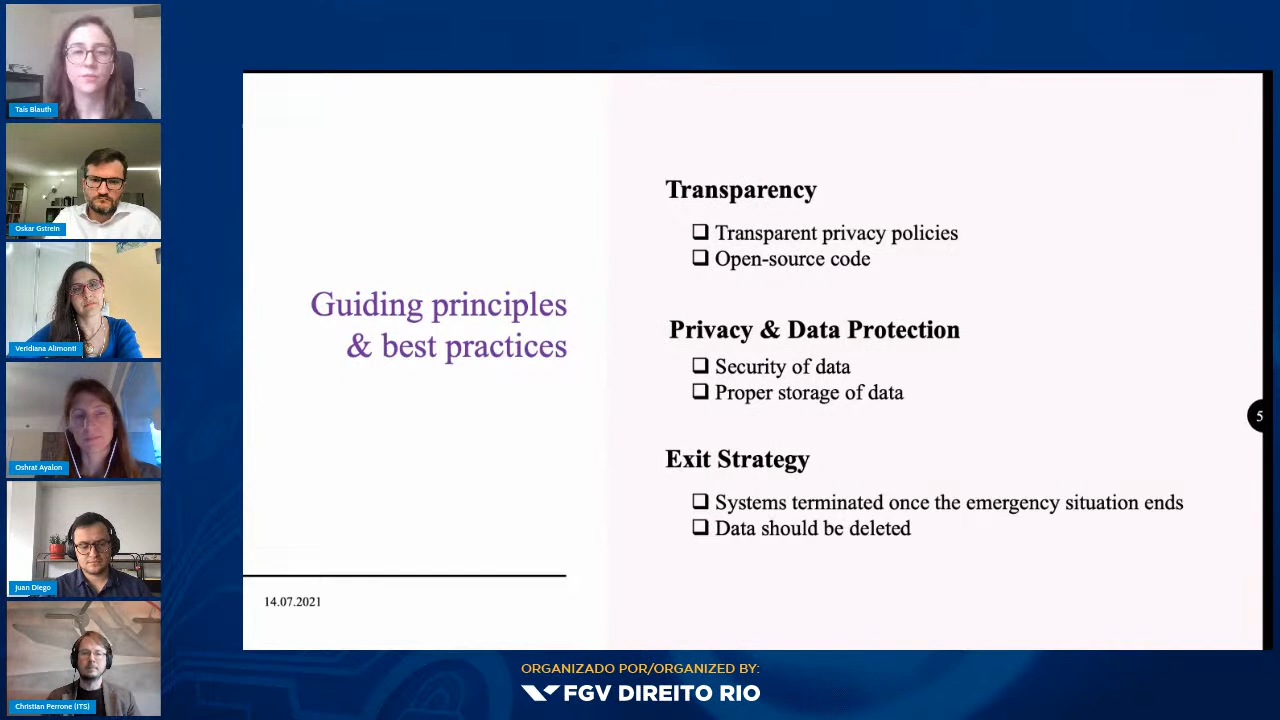 Tais Blauth
Oskar Gstrein
Veridiana Alimonti
Oshrat Ayalon
Juan Diego
Christian Perrone (ITS)
Guiding principles
& best practices
14.07.2021
Transparency
Transparent privacy policies
Open-source code
Privacy & Data Protection
Security of data
Proper storage of data
Exit Strategy
Systems terminated once the emergency situation ends
Data should be deleted
5
ORGANIZADO POR/ORGANIZED BY:
FGV DIREITO RIO